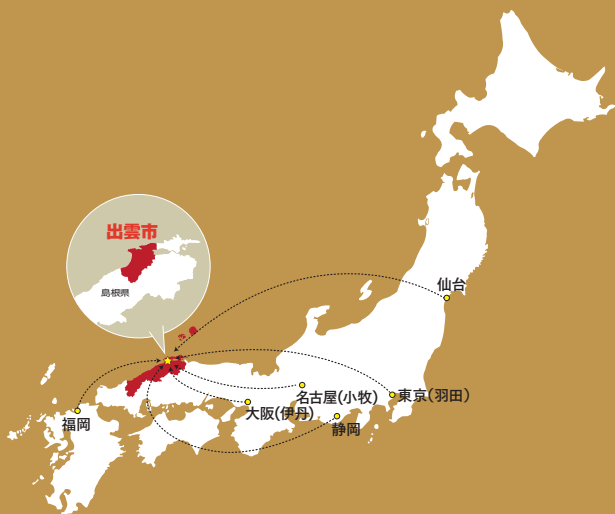 出雲市
島根県
仙台
名古屋(小牧)
東京(羽田)
大阪(伊丹)
静岡
福岡